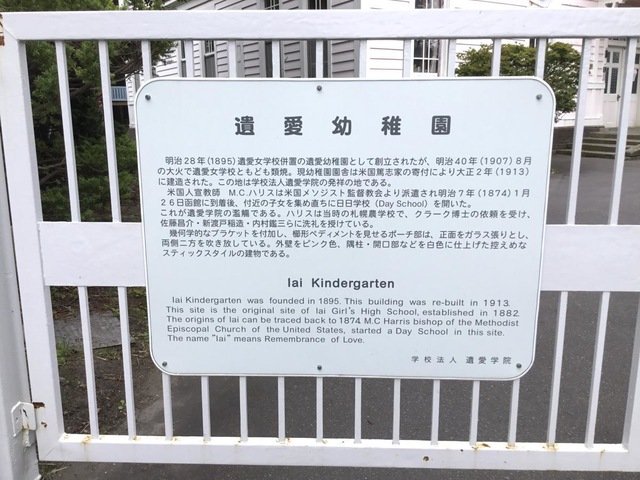 遺愛幼稚園
明治28年(1895)遺愛女学校併置の遺愛幼稚園として創立されたが、明治40年(1907)8月
の大火で遺愛女学校ともども類焼。現幼稚園園舎は米国篤志家の寄付により大正2年(1913)
に建造された。この地は学校法人遺愛学院の発祥の地である。
米国人宣教師 M.C.ハリスは米国メソジスト監督教会より派遣され明治7年(1874)1月
26日函館に到着後、付近の子女を集め直ちに日日学校(Day School)を開いた。
これが遺愛学院の濫觴である。ハリスは当時の札幌農学校で、クラーク博士の依頼を受け、
佐藤昌介・新渡戸稲造・内村鑑三らに洗礼を授けている。
幾何学的なブラケットを付加し、櫛形ペディメントを見せるポーチ部は、正面をガラス張りとし、
両側二方を吹き放している。外壁をピンク色、隅柱・開口部などを白色に仕上げた控えめな
スティックスタイルの建物である。
Iai Kindergarten
Iai Kindergarten was founded in 1895. This building was re-built in 1913.
This site is the original site of Iai Girl's High School, established in 1882.
The origins of Iai can be traced back to 1874. M.C Harris bishop of the Methodist
Episcopal Church of the United States, started a Day School in this site.
The name "Iai" means Remembrance of Love.
学校法人 遺愛学院